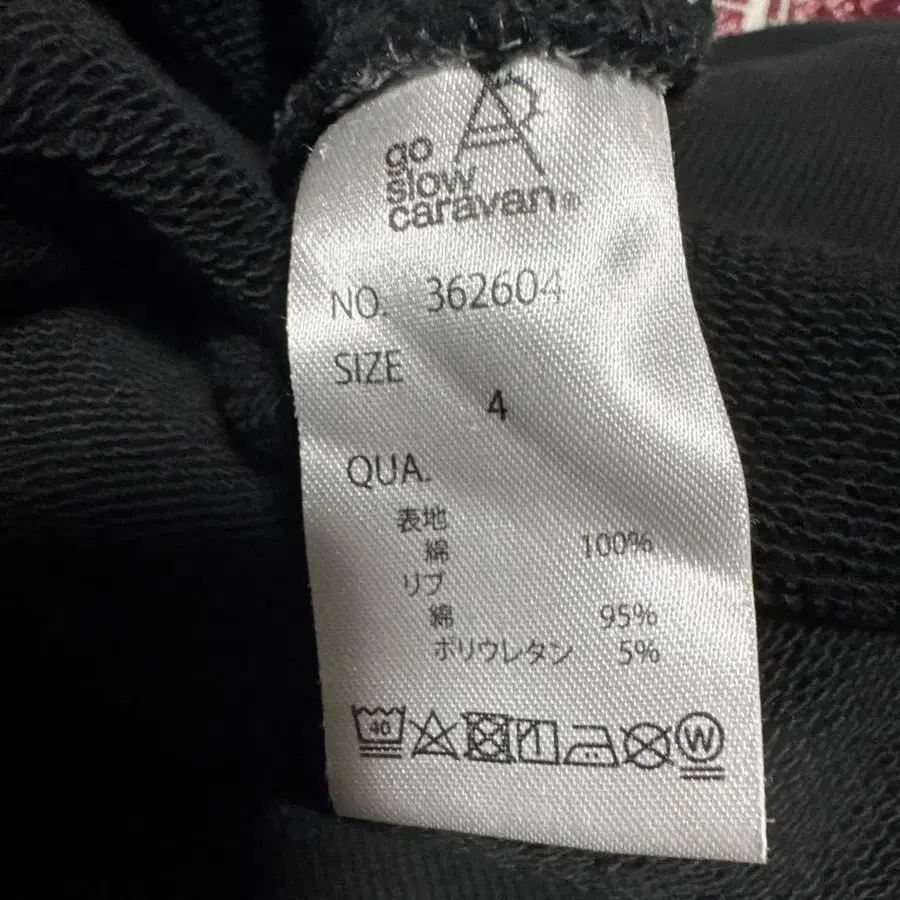 go
slow
caravan®
NO. 362604
SIZE
4
QUA.
表地
綿 100%
リブ
綿 95%
ポリウレタン 5%
40
W